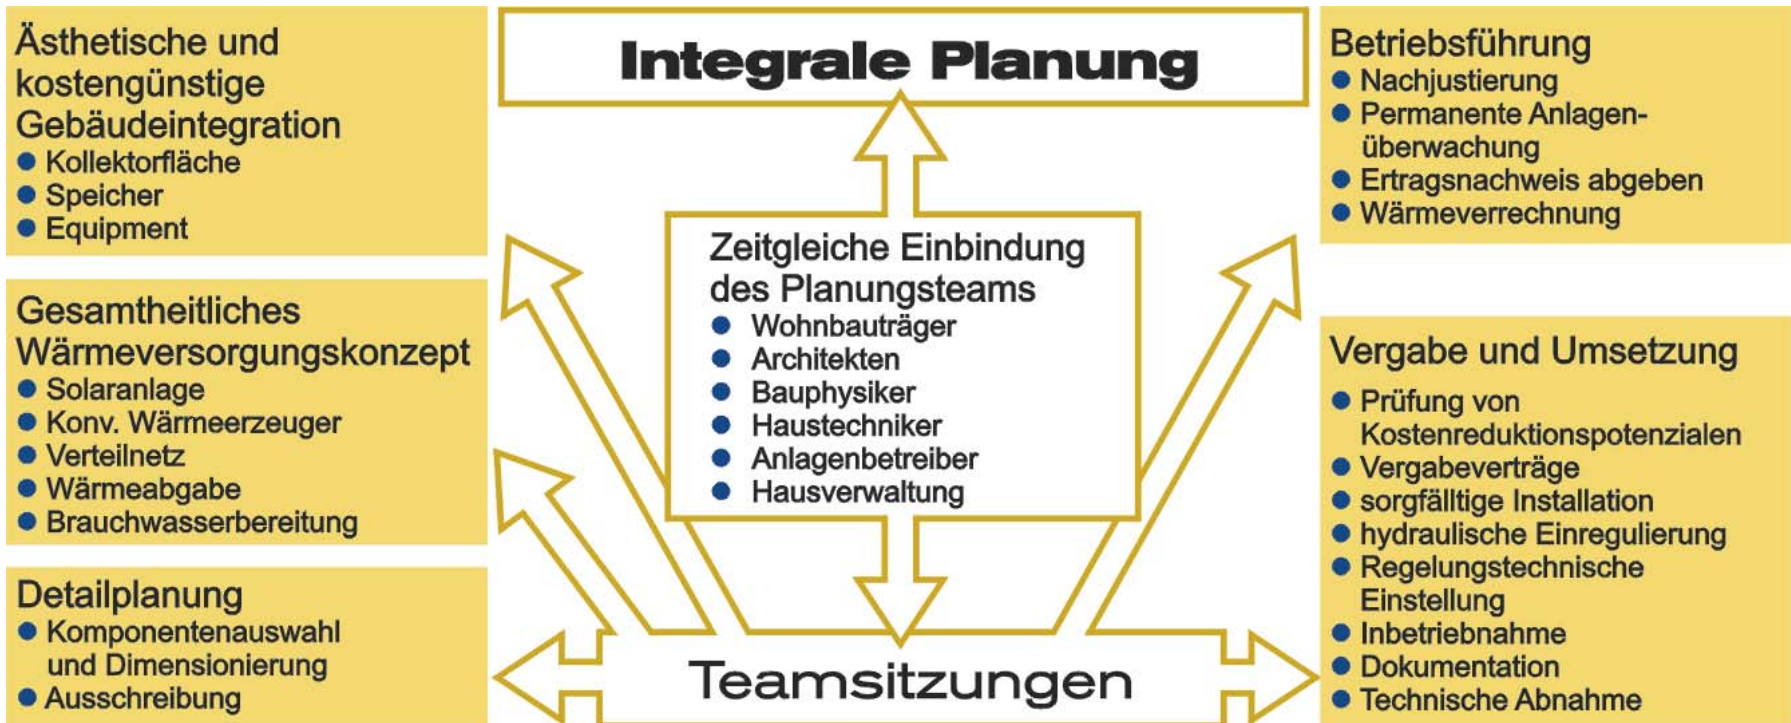 Ästhetische und
kostengünstige
Gebäudeintegration
Kollektorfläche
Speicher
Equipment
Gesamtheitliches
Wärmeversorgungskonzept
Solaranlage
Konv. Wärmeerzeuger
Verteilnetz
Wärmeabgabe
Brauchwasserbereitung
Detailplanung
Komponentenauswahl
und Dimensionierung
Ausschreibung
Integrale Planung
Zeitgleiche Einbindung
des Planungsteams
Wohnbauträger
Architekten
Bauphysiker
Haustechniker
Anlagenbetreiber
Hausverwaltung
Teamsitzungen
Betriebsführung
Nachjustierung
Permanente Anlagen-
überwachung
Ertragsnachweis abgeben
Wärmeverrechnung
Vergabe und Umsetzung
Prüfung von
Kostenreduktionspotenzialen
Vergabeverträge
sorgfälltige Installation
hydraulische Einregulierung
Regelungstechnische
Einstellung
Inbetriebnahme
Dokumentation
Technische Abnahme